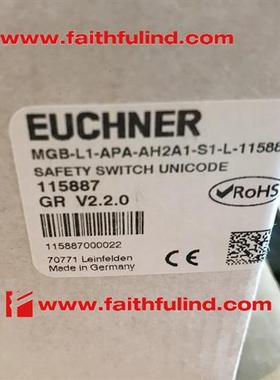 www.faithfulind.com
EUCHNER
MGB-L1-APA-AH2A1-S1-L-11588
SAFETY SWITCH UNICODE
115887
GR V2.2.0
RoHS
115887000022
70771 Leinfelden
Made in Germany
CE
www.faithfulind.com